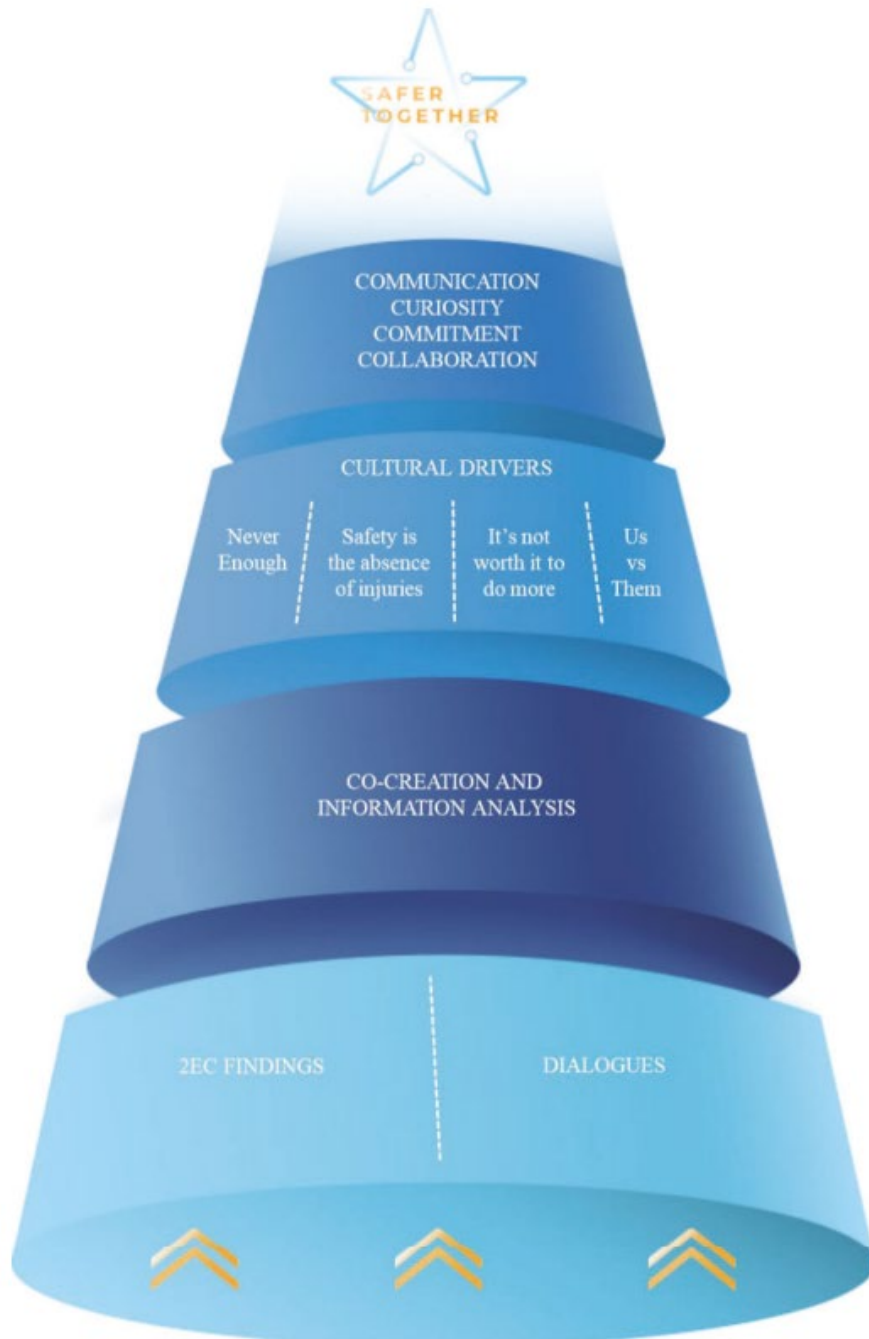 SAFER
TOGETHER
COMMUNICATION
CURIOSITY
COMMITMENT
COLLABORATION
CULTURAL DRIVERS
Never
Enough
Safety is
the absence
of injuries
It's not
worth it to
do more
Us
vs
Them
CO-CREATION AND
INFORMATION ANALYSIS
2EC FINDINGS
DIALOGUES